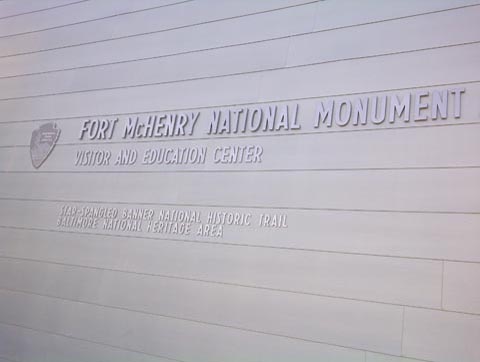 FORT McHENRY NATIONAL MONUMENT
VISITOR AND EDUCATION CENTER
STAR-SPANGLED BANNER NATIONAL HISTORIC TRAIL
BALTIMORE NATIONAL HERITAGE AREA